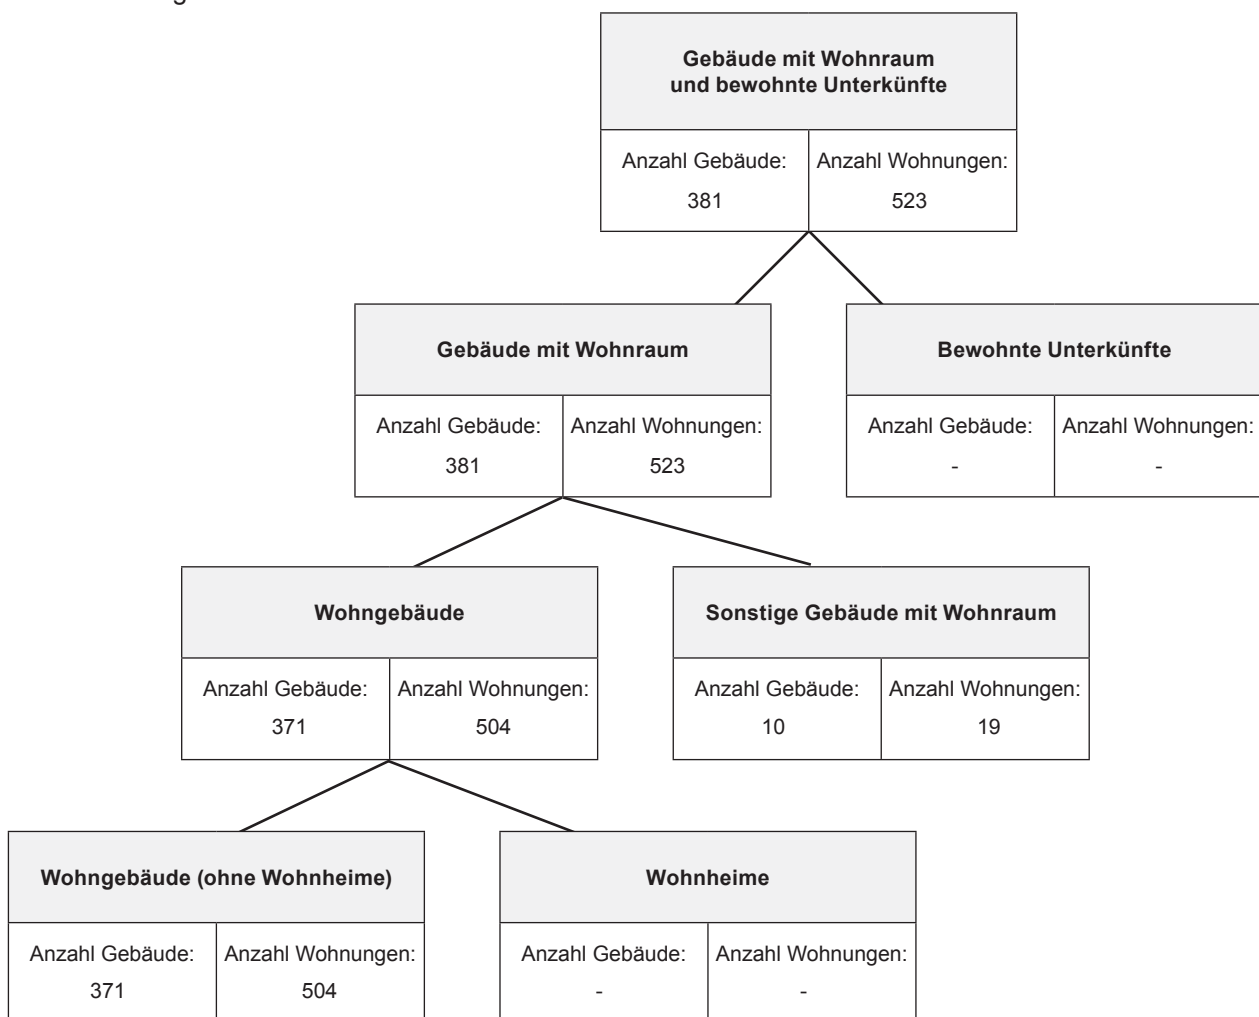 g
Gebäude mit Wohnraum
und bewohnte Unterkünfte
Anzahl Gebäude: Anzahl Wohnungen:
381 523
Gebäude mit Wohnraum
Bewohnte Unterkünfte
Anzahl Gebäude: Anzahl Wohnungen:
381 523
Anzahl Gebäude: Anzahl Wohnungen:
- -
Wohngebäude
Sonstige Gebäude mit Wohnraum
Anzahl Gebäude: Anzahl Wohnungen:
371 504
Anzahl Gebäude: Anzahl Wohnungen:
10 19
Wohngebäude (ohne Wohnheime)
Wohnheime
Anzahl Gebäude: Anzahl Wohnungen:
371 504
Anzahl Gebäude: Anzahl Wohnungen:
- -